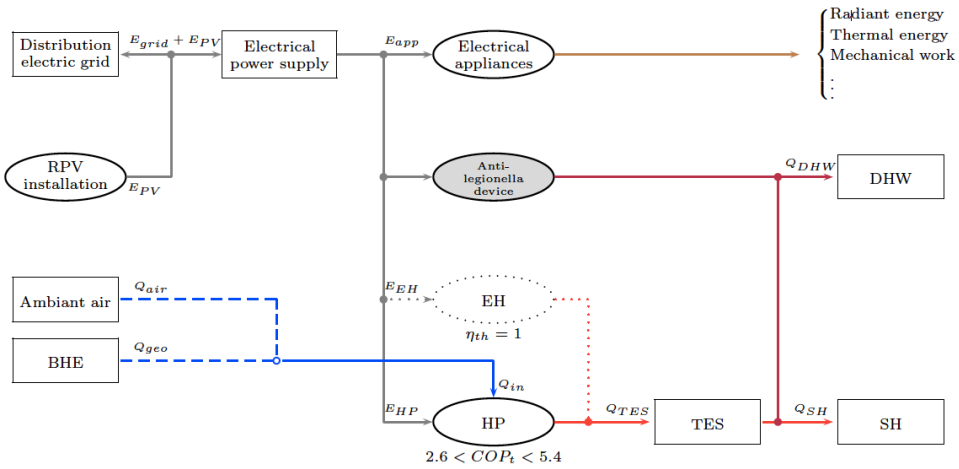 Distribution
electric grid
E_grid + E_PV
Electrical
power supply
E_app
Electrical
appliances
Radiant energy
Thermal energy
Mechanical work
.
.
.
RPV
installation
E_PV
Anti-
legionella
device
Q_DHW
DHW
Ambiant air
Q_air
E_EH
EH
η_th = 1
BHE
Q_geo
Q_in
E_HP
HP
2.6 < COP_t < 5.4
Q_TES
TES
Q_SH
SH